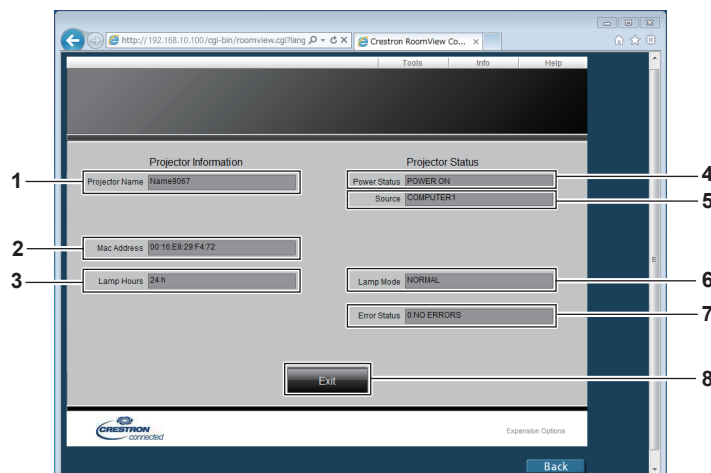 http://192.168.10.100/cgi-bin/roomview.cgi?lang
Crestron RoomView Co... ×
Tools Info Help
Projector Information Projector Status
1 Projector Name Name9067
Power Status POWER ON 4
Source COMPUTER1 5
2 Mac Address 00:16:E8:29:F4:72
3 Lamp Hours 24 h
Lamp Mode NORMAL 6
Error Status 0:NO ERRORS 7
Exit 8
CRESTRON
connected
Expansion Options
Back